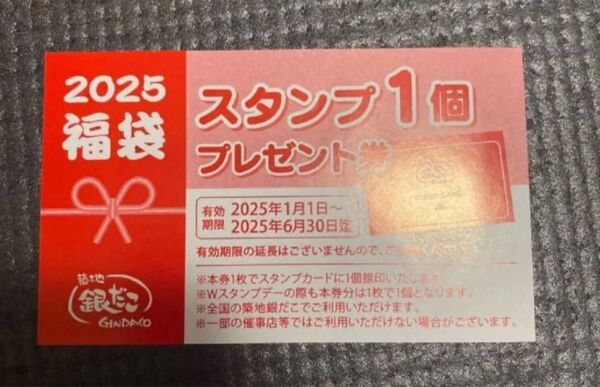 2025
福袋
スタンプ1個
プレゼント券
有効
期限
2025年1月1日～
2025年6月30日迄
有効期限の延長はございませんので、ご
※本券1枚でスタンプカードに1個捺印いたします。
※Wスタンプデーの際も本券分は1枚で1個となります。
※全国の築地銀だこでご利用いただけます。
※一部の催事店等ではご利用いただけない場合がございます。
築地
銀だこ
GINDACO
STAMP CARD